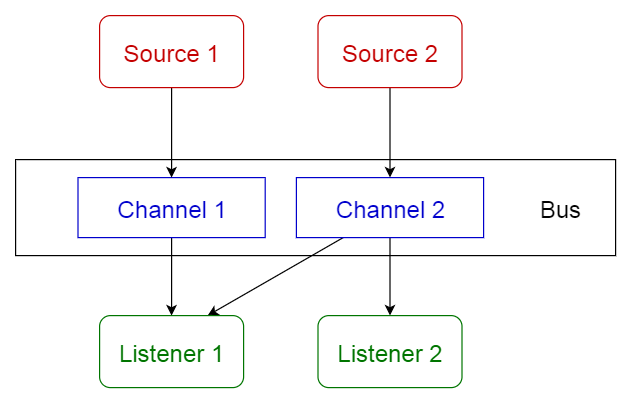 Source 1
Source 2
Channel 1
Channel 2
Bus
Listener 1
Listener 2